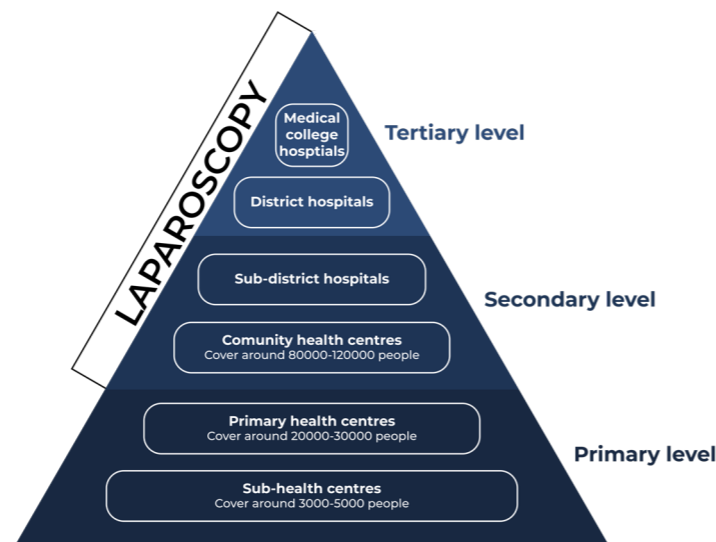 LAPAROSCOPY
Medical
college
hosptials
Tertiary level
District hospitals
Sub-district hospitals
Secondary level
Comunity health centres
Cover around 80000-120000 people
Primary health centres
Cover around 20000-30000 people
Primary level
Sub-health centres
Cover around 3000-5000 people